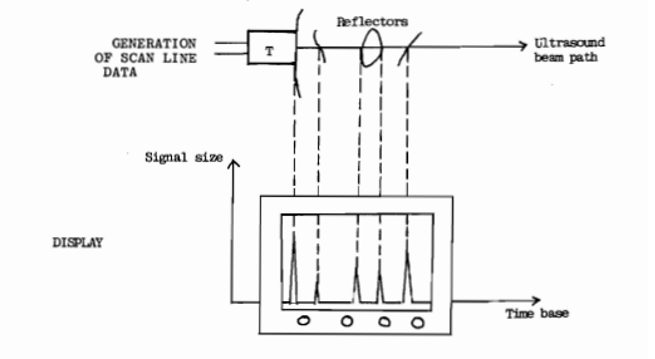 Reflectors
GENERATION
OF SCAN LINE
DATA
T
Ultrasound
beam path
Signal size
DISPLAY
Time base